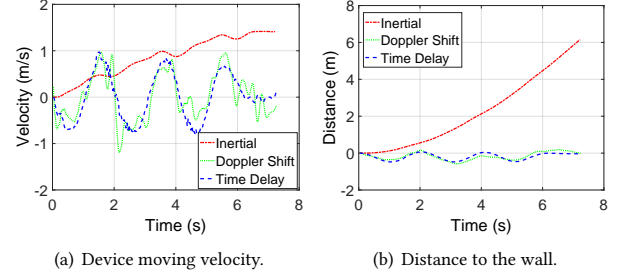 2
1
0
-1
-2
Velocity (m/s)
0 2 4 6 8
Time (s)
Inertial
Doppler Shift
Time Delay
(a) Device moving velocity.
8
6
4
2
0
-2
Distance (m)
Inertial
Doppler Shift
Time Delay
0 2 4 6 8
Time (s)
(b) Distance to the wall.